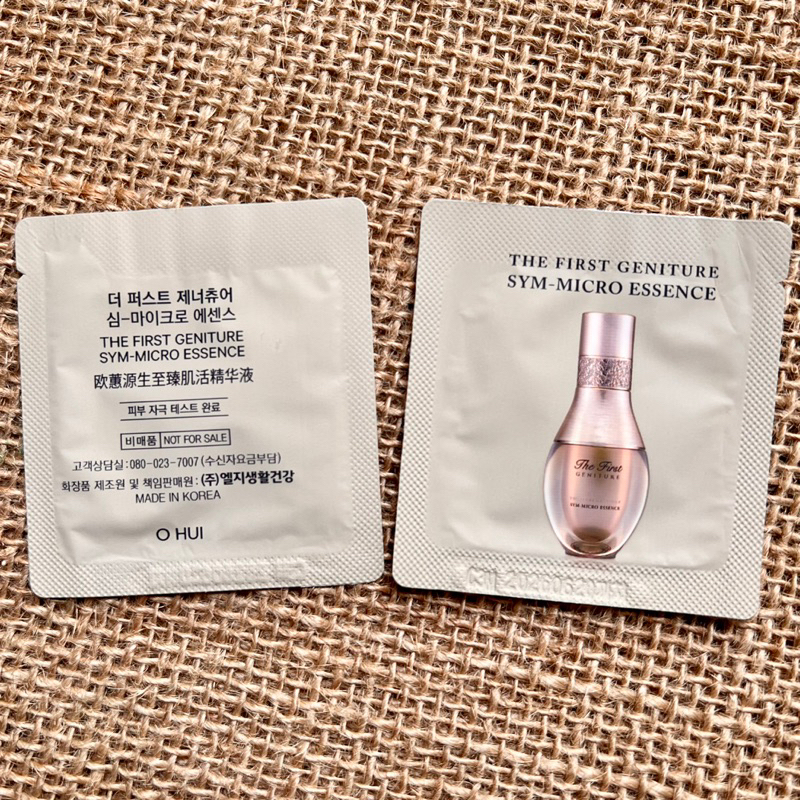 더 퍼스트 제너츄어
심-마이크로 에센스
THE FIRST GENITURE
SYM-MICRO ESSENCE
欧蕙源生至臻肌活精华液
피부 자극 테스트 완료
비매품 NOT FOR SALE
고객상담실 : 080-023-7007 (수신자요금부담)
화장품 제조원 및 책임판매원 : (주)엘지생활건강
MADE IN KOREA
O HUI
THE FIRST GENITURE
SYM-MICRO ESSENCE
The First
GENITURE
SYM-MICRO ESSENCE